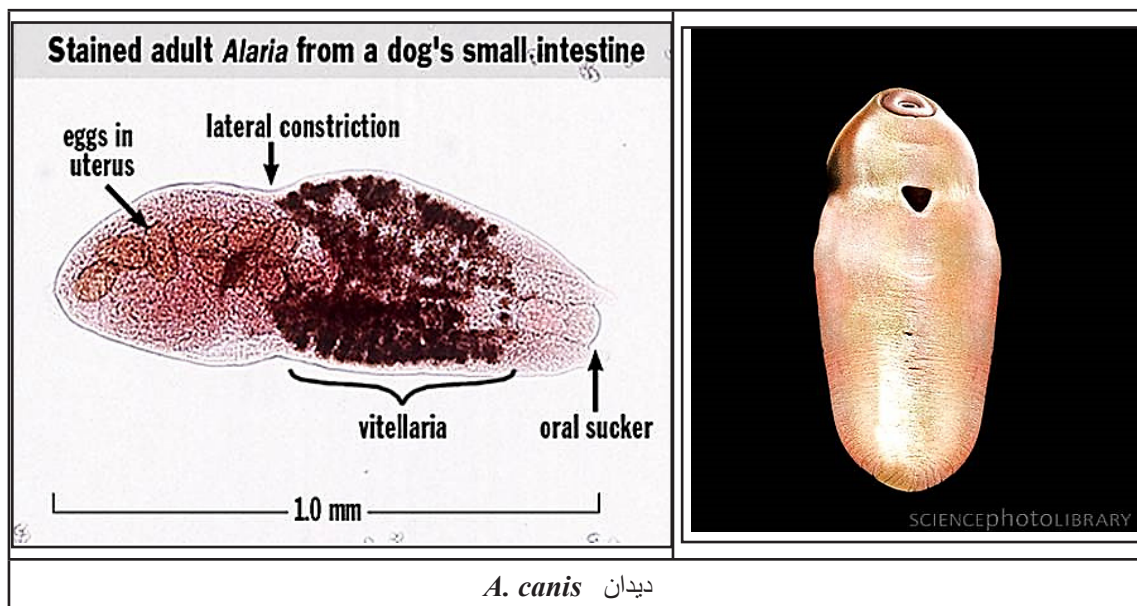 Stained adult Alaria from a dog's small intestine
eggs in
uterus
lateral constriction
vitellaria
oral sucker
1.0 mm
SCIENCEphotoLIBRARY
ديدان A. canis